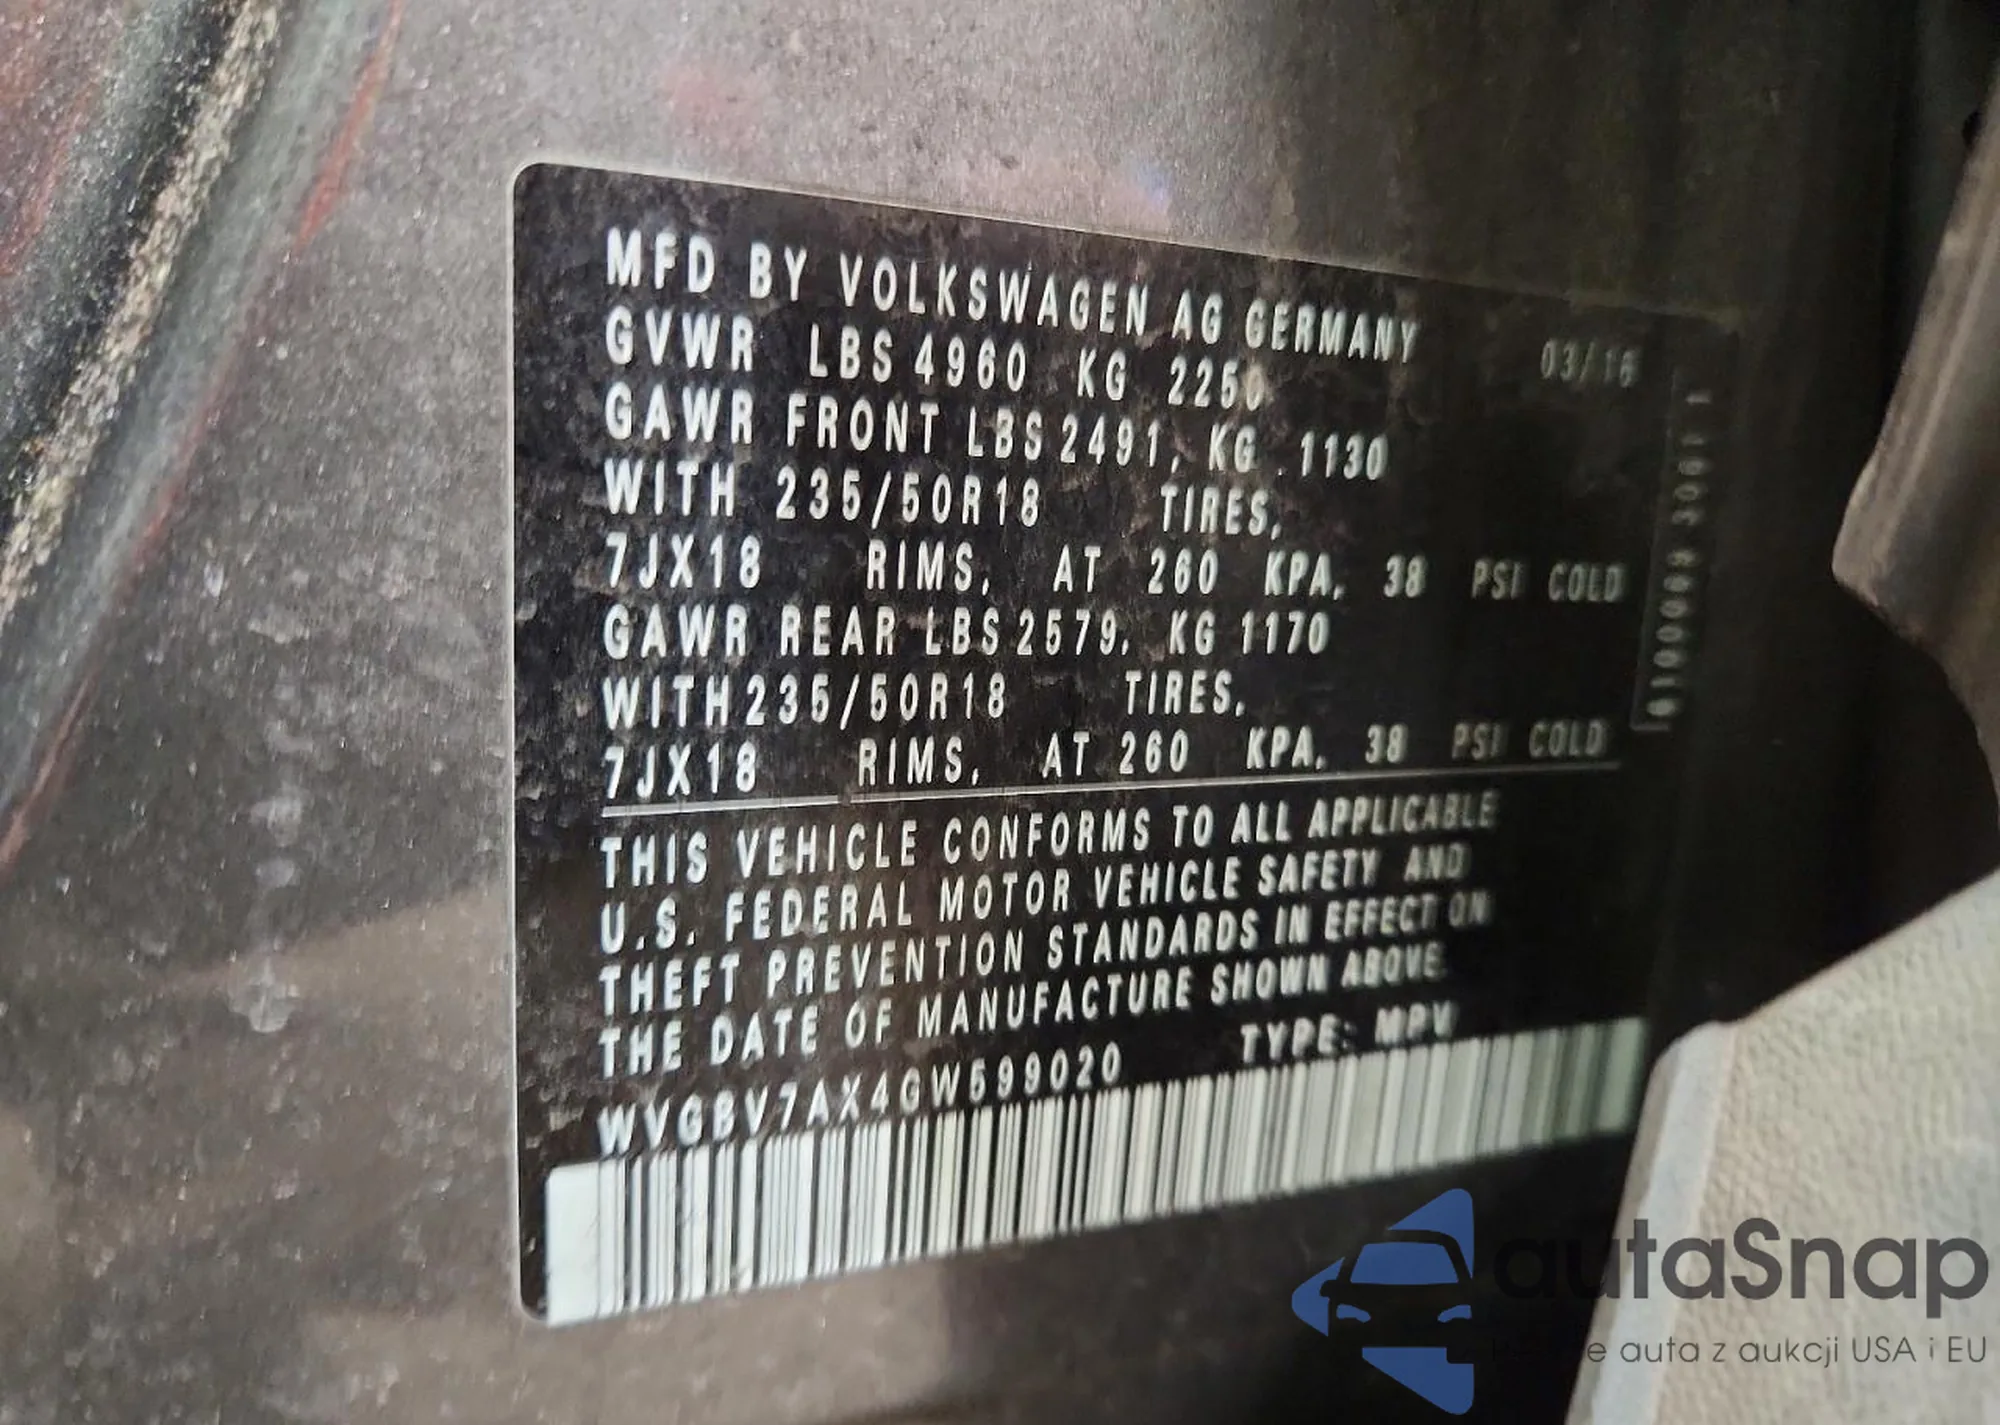 MFD BY VOLKSWAGEN AG GERMANY 03/16
GVWR LBS 4960 KG 2250
GAWR FRONT LBS 2491, KG 1130
WITH 235/50R18 TIRES,
7JX18 RIMS, AT 260 KPA, 38 PSI COLD
GAWR REAR LBS 2579, KG 1170
WITH 235/50R18 TIRES,
7JX18 RIMS, AT 260 KPA, 38 PSI COLD
THIS VEHICLE CONFORMS TO ALL APPLICABLE
U.S. FEDERAL MOTOR VEHICLE SAFETY AND
THEFT PREVENTION STANDARDS IN EFFECT ON
THE DATE OF MANUFACTURE SHOWN ABOVE.
WVGBV7AX4GW599020 TYPE: MPV
autaSnap
auta z aukcji USA i EU